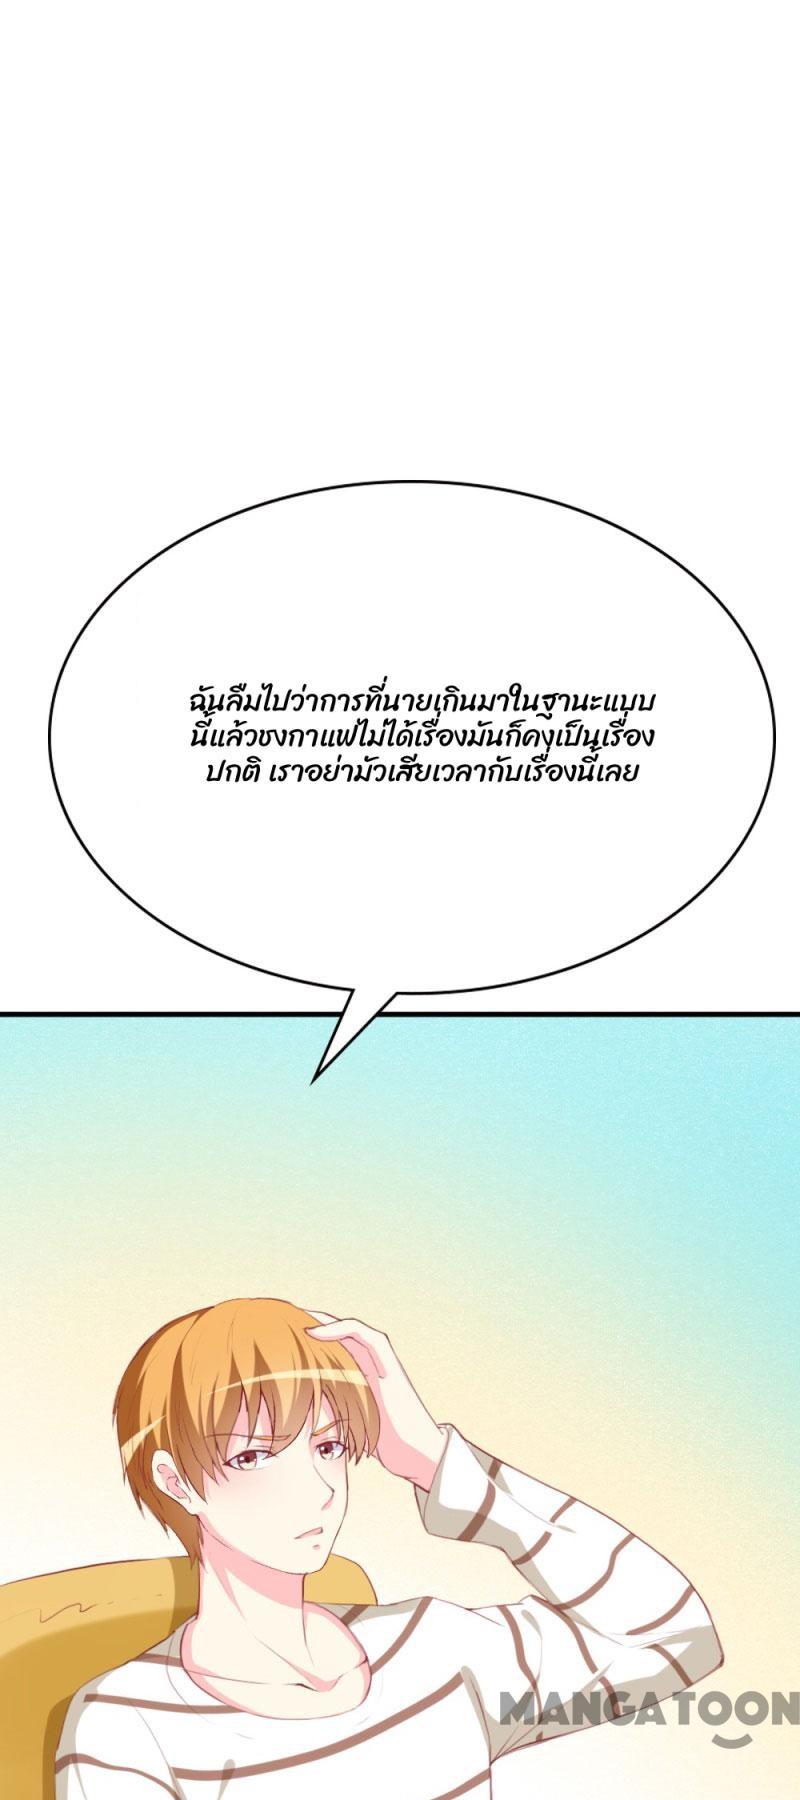 ฉันลืมไปว่าการที่นายเกินมาในฐานะแบบ
นี้แล้วชงกาแฟไม่ได้เรื่องมันก็คงเป็นเรื่อง
ปกติ เราอย่ามัวเสียเวลากับเรื่องนี้เลย
MANGATOON